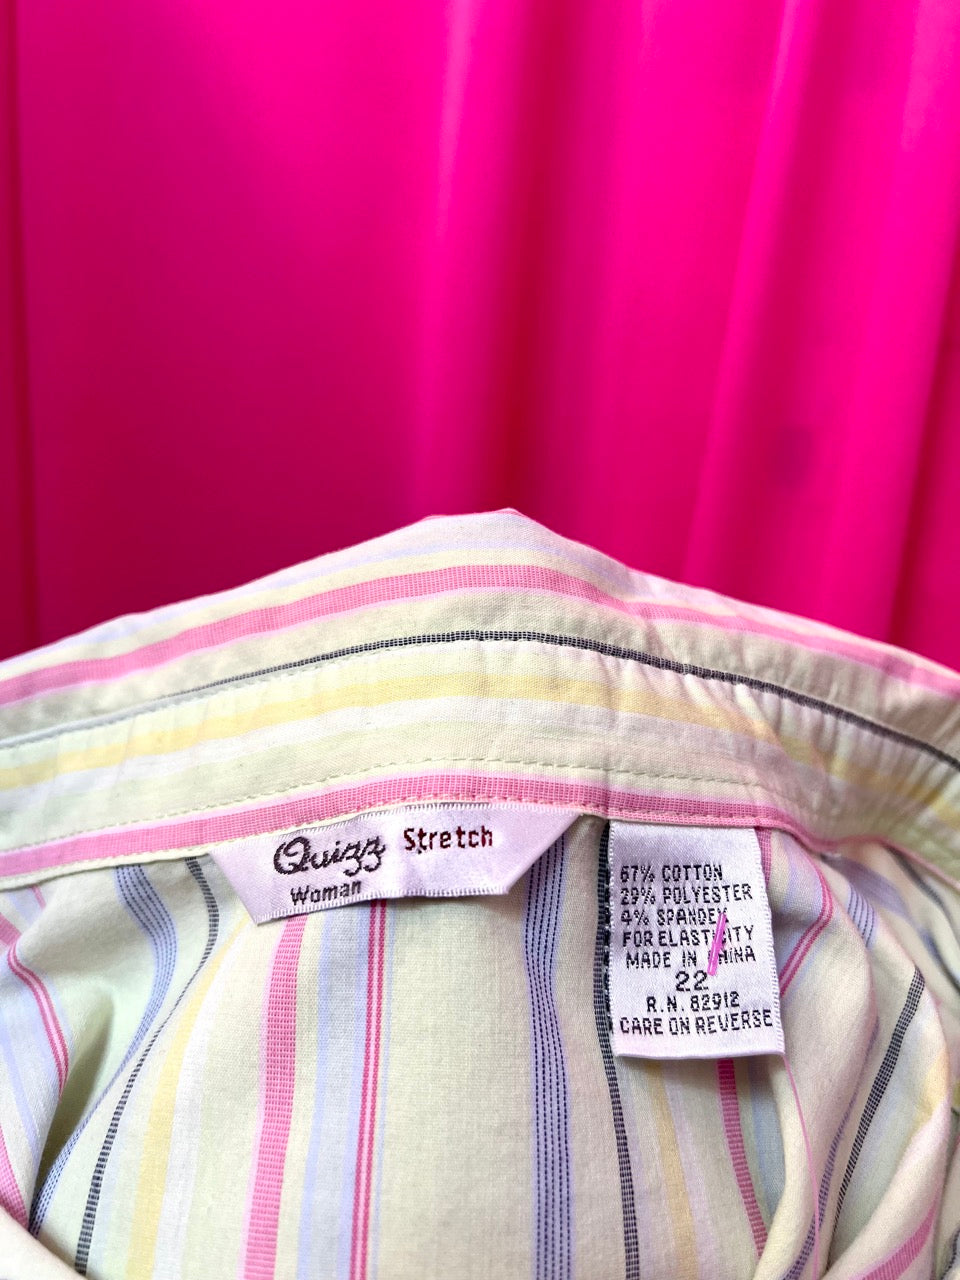 Quizz Stretch
Woman
67% COTTON
29% POLYESTER
4% SPANDEX
FOR ELASTICITY
MADE IN CHINA
22
R.N. 82912
CARE ON REVERSE